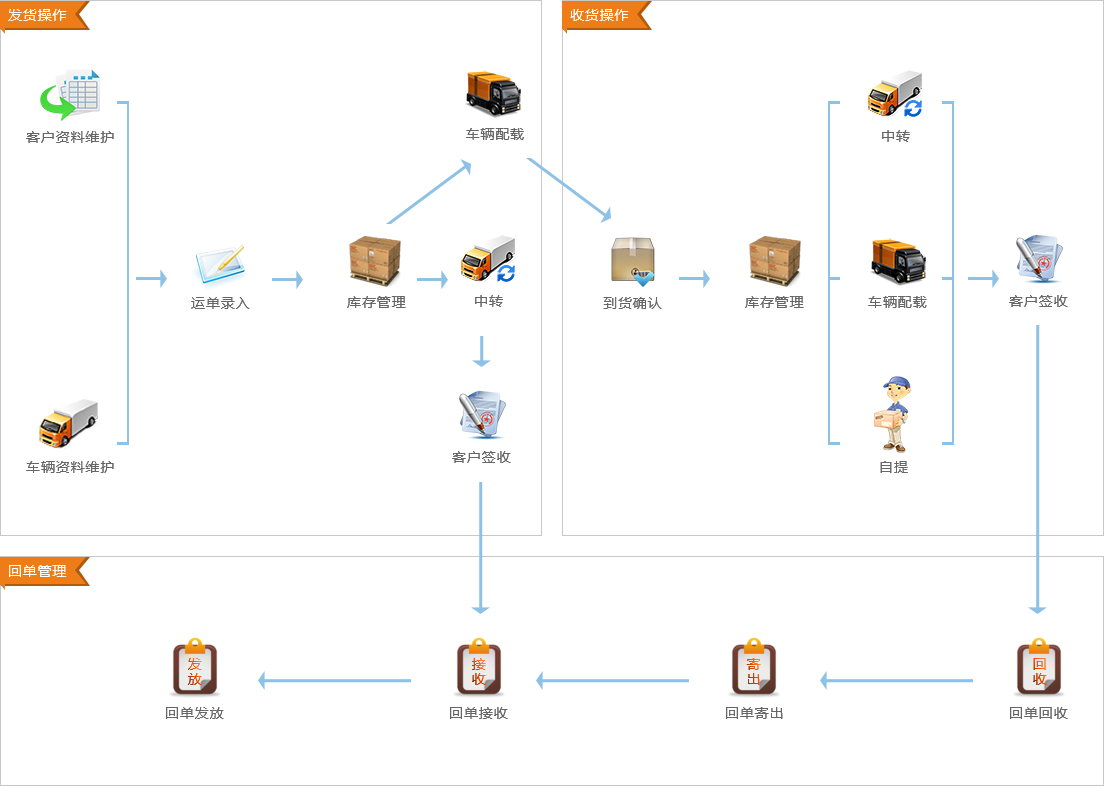 发货操作
收货操作
客户资料维护
车辆配载
中转
运单录入
库存管理
中转
到货确认
库存管理
车辆配载
客户签收
客户签收
车辆资料维护
自提
回单管理
发
放
接
收
寄
出
回
收
回单发放
回单接收
回单寄出
回单回收